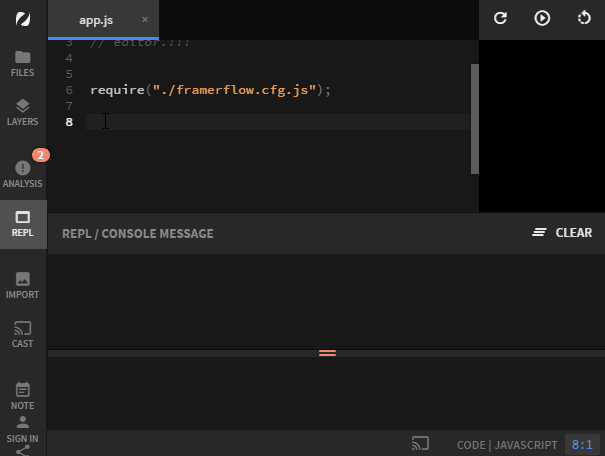 app.js ×
3 // editor.!!!
4
5
6 require("./framerflow.cfg.js");
7
8
FILES
LAYERS
2
ANALYSIS
REPL
IMPORT
CAST
NOTE
SIGN IN
REPL / CONSOLE MESSAGE
CLEAR
CODE | JAVASCRIPT 8:1